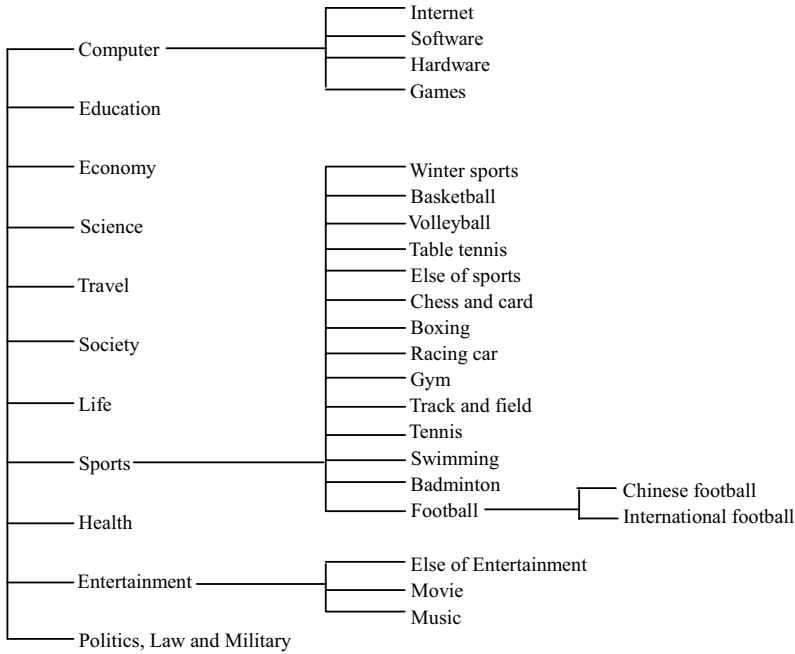 Computer
Internet
Software
Hardware
Games
Education
Economy
Science
Travel
Society
Life
Sports
Winter sports
Basketball
Volleyball
Table tennis
Else of sports
Chess and card
Boxing
Racing car
Gym
Track and field
Tennis
Swimming
Badminton
Football
Chinese football
International football
Health
Entertainment
Else of Entertainment
Movie
Music
Politics, Law and Military